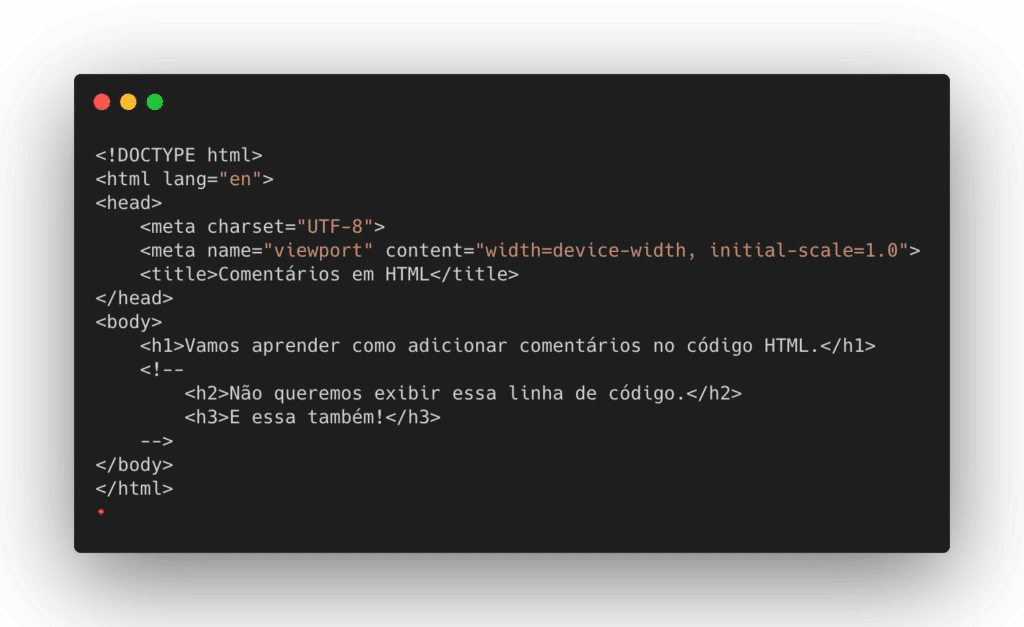 <!DOCTYPE html>
<html lang="en">
<head>
    <meta charset="UTF-8">
    <meta name="viewport" content="width=device-width, initial-scale=1.0">
    <title>Comentários em HTML</title>
</head>
<body>
    <h1>Vamos aprender como adicionar comentários no código HTML.</h1>
    <!--
        <h2>Não queremos exibir essa linha de código.</h2>
        <h3>E essa também!</h3>
    -->
</body>
</html>